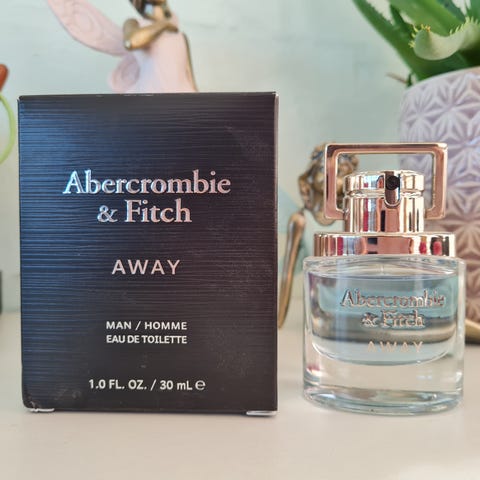 Abercrombie
& Fitch
AWAY
MAN / HOMME
EAU DE TOILETTE
1.0 FL. OZ. / 30 mL ℮
Abercrombie
& Fitch
AWAY